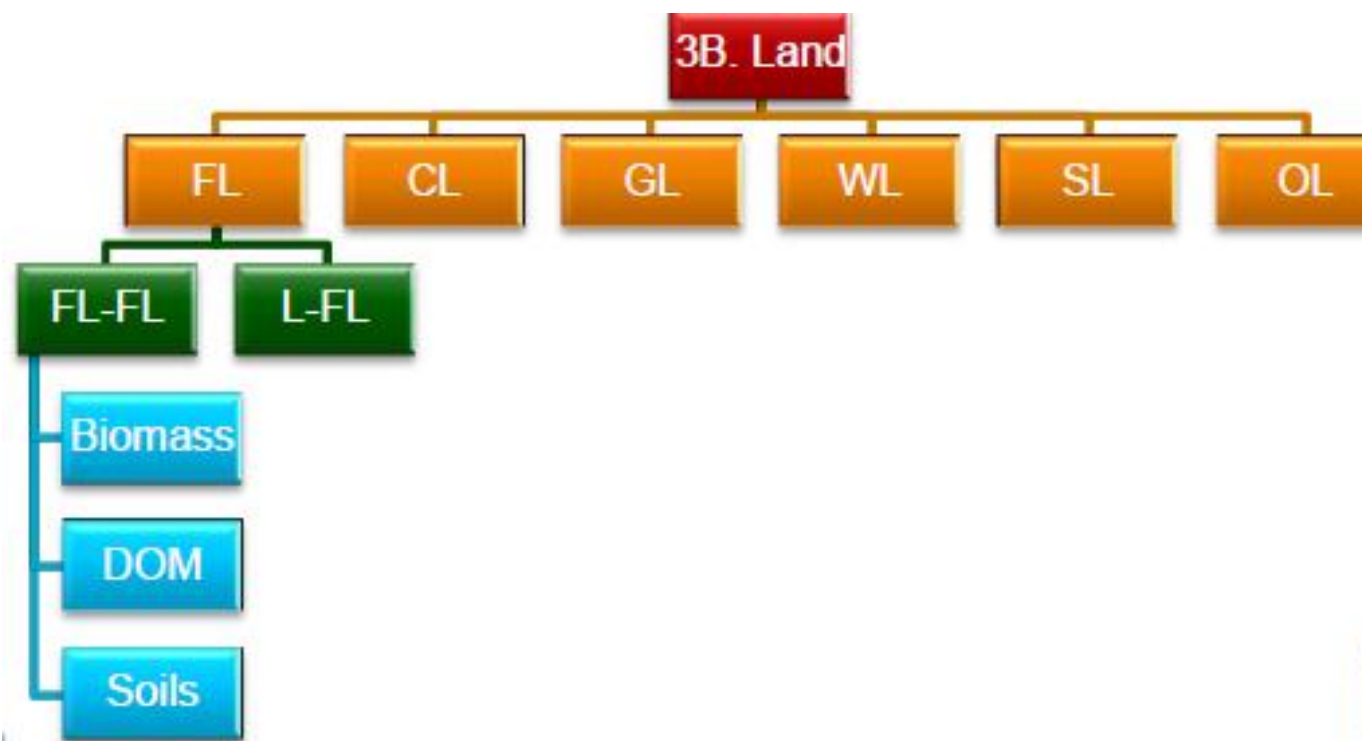 3B. Land
FL
CL
GL
WL
SL
OL
FL-FL
L-FL
Biomass
DOM
Soils